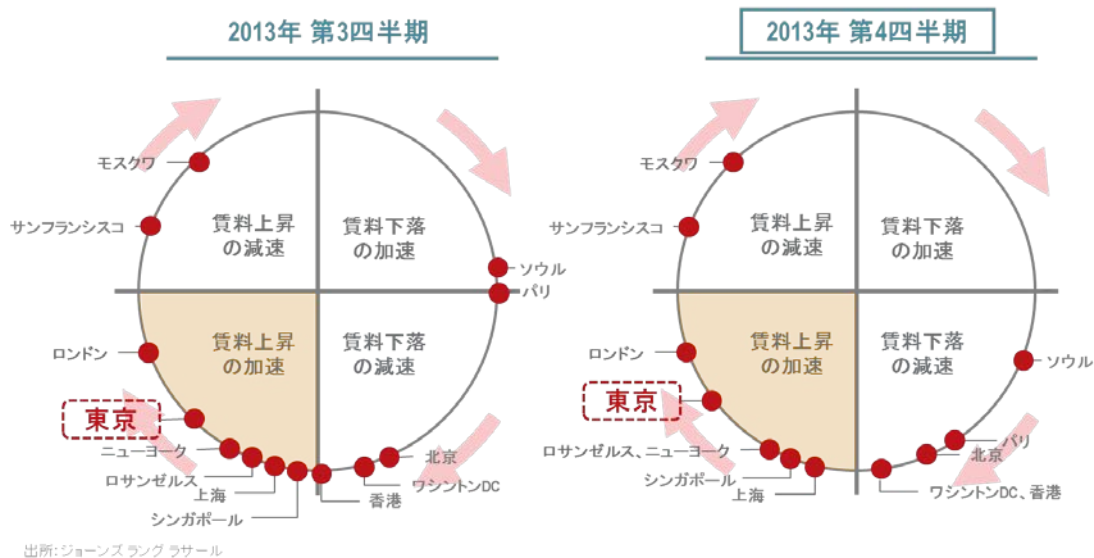 2013年 第3四半期
モスクワ
サンフランシスコ
賃料上昇
の減速
賃料下落
の加速
ソウル
パリ
ロンドン
賃料上昇
の加速
賃料下落
の減速
東京
ニューヨーク
ロサンゼルス
上海
シンガポール
北京
ワシントンDC
香港
2013年 第4四半期
モスクワ
サンフランシスコ
賃料上昇
の減速
賃料下落
の加速
ロンドン
賃料上昇
の加速
賃料下落
の減速
ソウル
東京
ロサンゼルス、ニューヨーク
シンガポール
上海
パリ
北京
ワシントンDC、香港
出所:ジョーンズ ラング ラサール